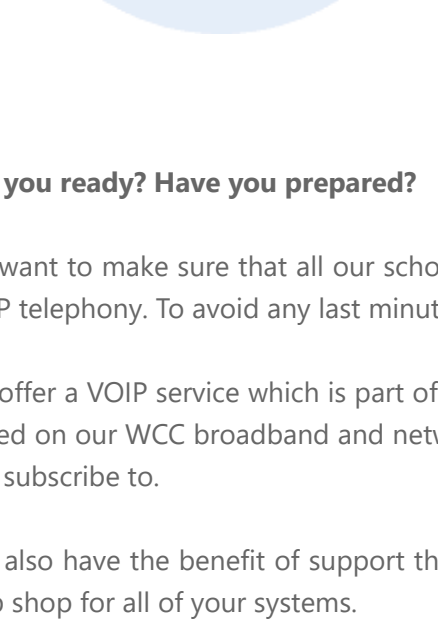 you ready? Have you prepared?
want to make sure that all our scho
P telephony. To avoid any last minut
offer a VOIP service which is part of
ed on our WCC broadband and netw
subscribe to.
also have the benefit of support th
p shop for all of your systems.